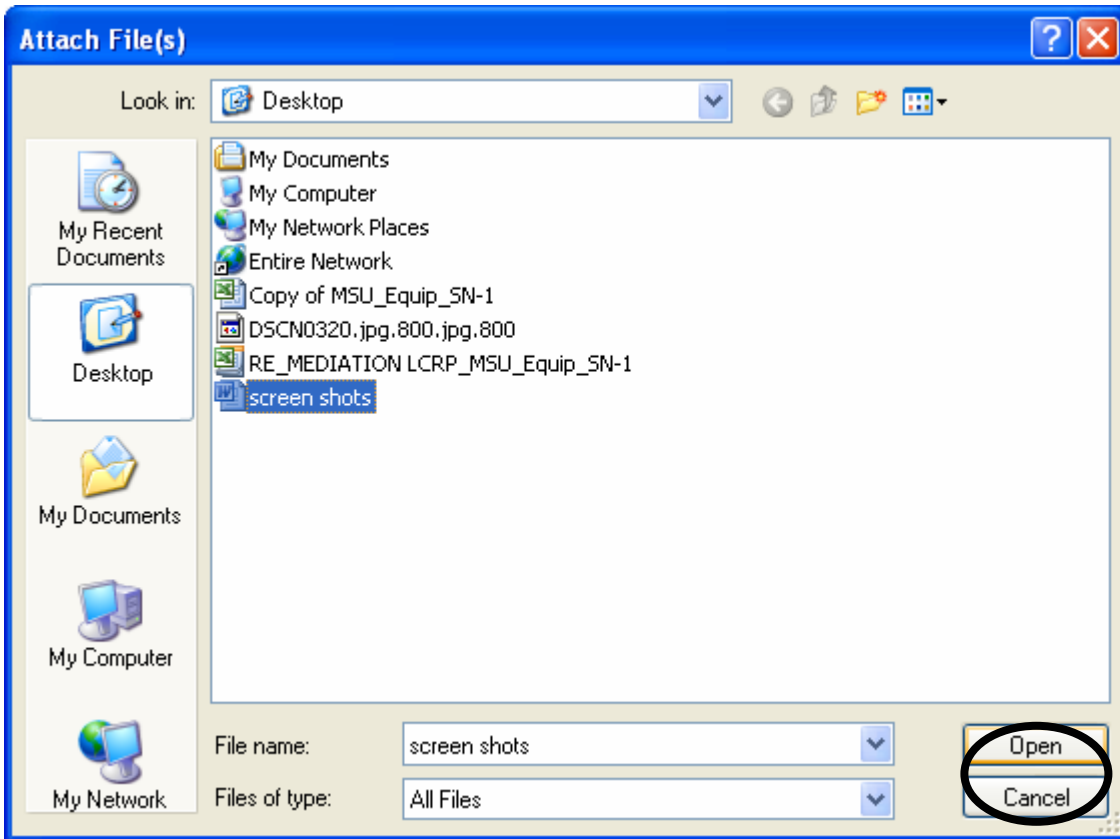 Attach File(s)
Look in: Desktop
My Recent
Documents
Desktop
My Documents
My Computer
My Network
My Documents
My Computer
My Network Places
Entire Network
Copy of MSU_Equip_SN-1
DSCN0320.jpg.800.jpg.800
RE_MEDIATION LCRP_MSU_Equip_SN-1
screen shots
File name: screen shots
Open
Files of type: All Files
Cancel